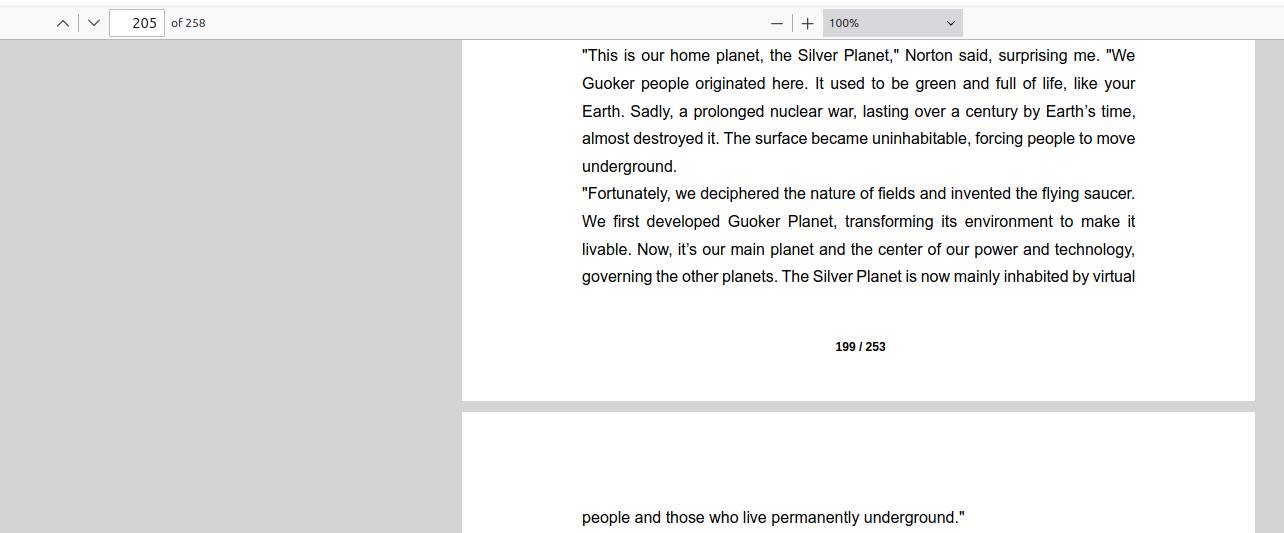 205 of 258
100%
"This is our home planet, the Silver Planet," Norton said, surprising me. "We
Guoker people originated here. It used to be green and full of life, like your
Earth. Sadly, a prolonged nuclear war, lasting over a century by Earth’s time,
almost destroyed it. The surface became uninhabitable, forcing people to move
underground.
"Fortunately, we deciphered the nature of fields and invented the flying saucer.
We first developed Guoker Planet, transforming its environment to make it
livable. Now, it’s our main planet and the center of our power and technology,
governing the other planets. The Silver Planet is now mainly inhabited by virtual
199 / 253
people and those who live permanently underground."